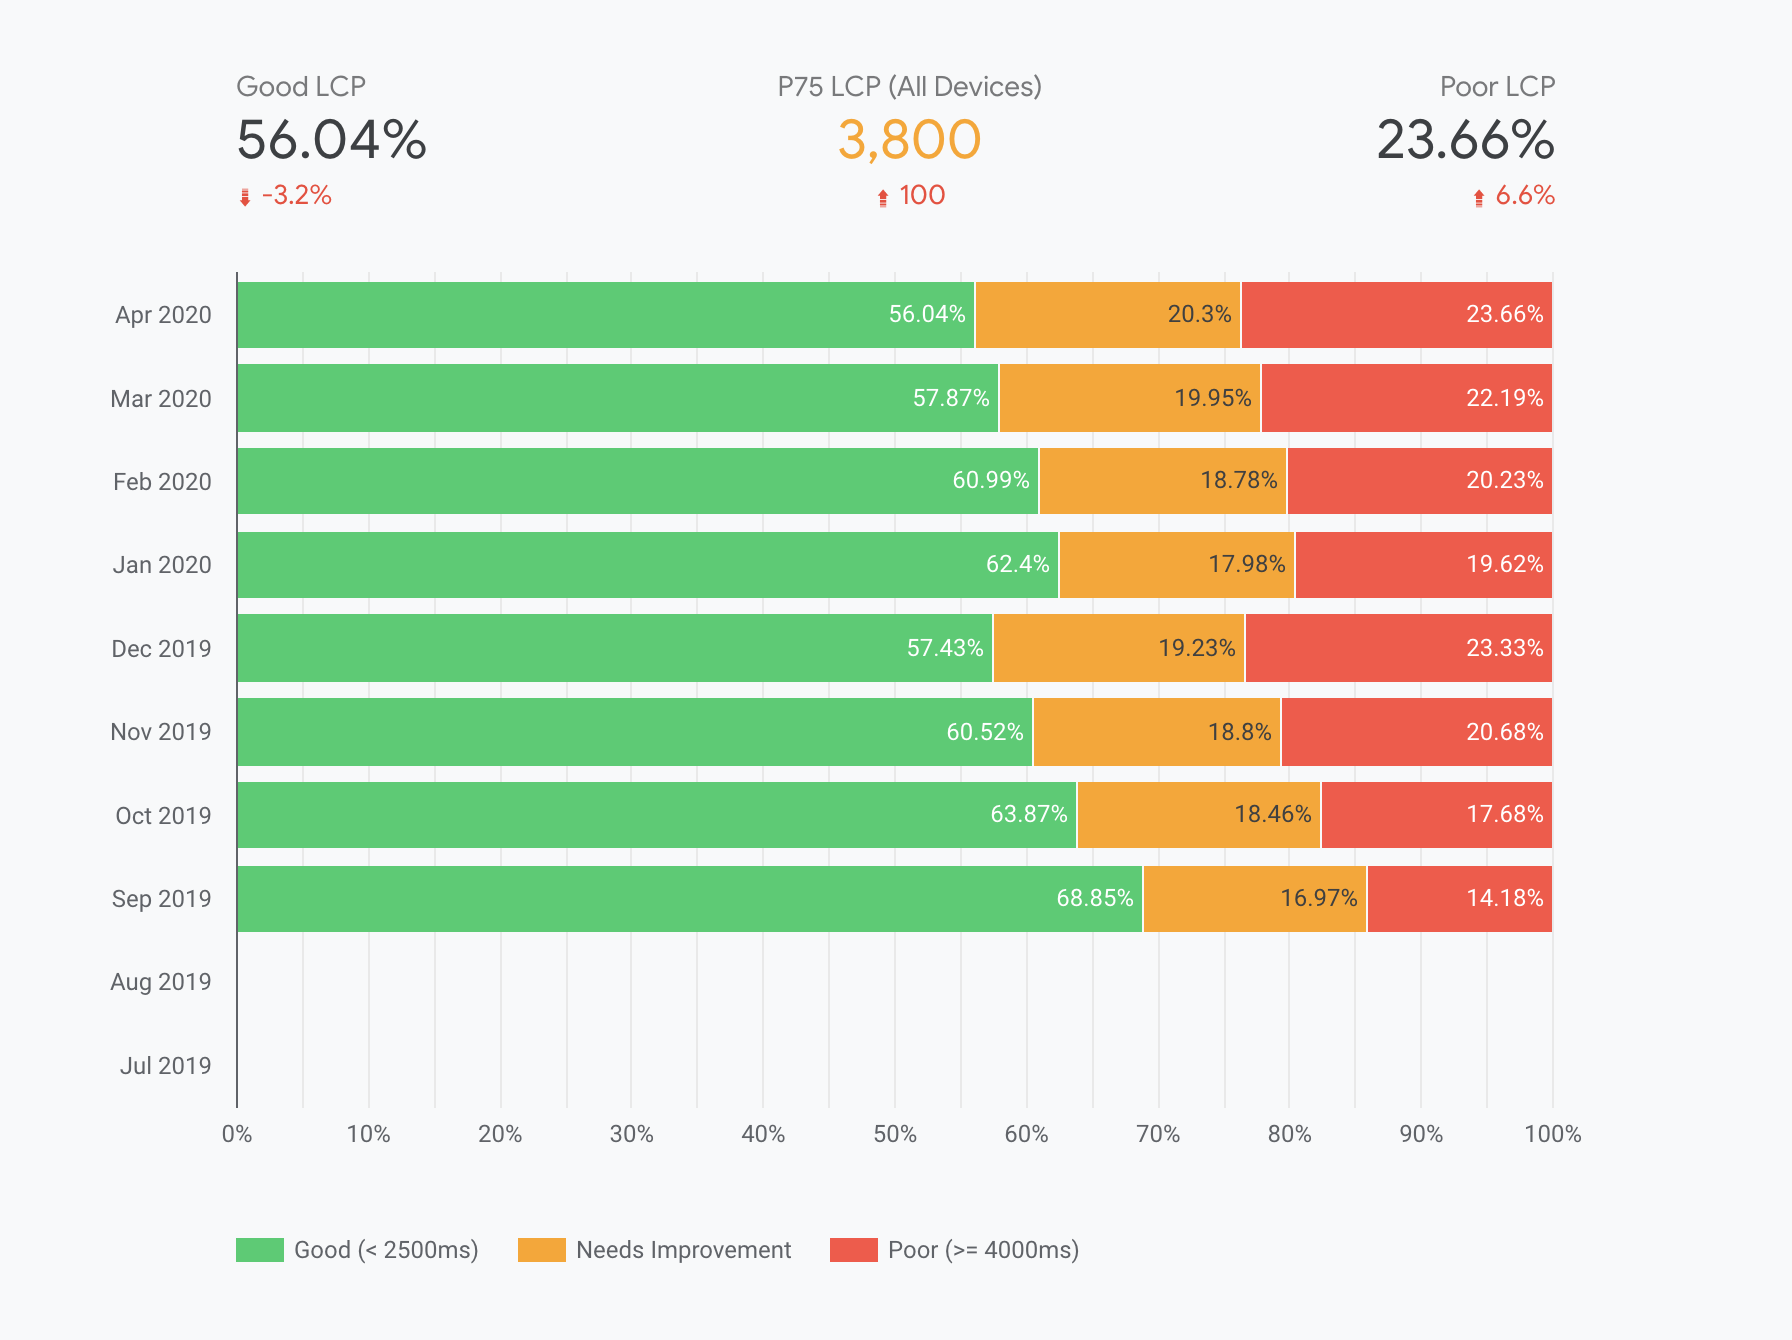 Good LCP
56.04%
-3.2%
P75 LCP (All Devices)
3,800
100
Poor LCP
23.66%
6.6%
Apr 2020 56.04% 20.3% 23.66%
Mar 2020 57.87% 19.95% 22.19%
Feb 2020 60.99% 18.78% 20.23%
Jan 2020 62.4% 17.98% 19.62%
Dec 2019 57.43% 19.23% 23.33%
Nov 2019 60.52% 18.8% 20.68%
Oct 2019 63.87% 18.46% 17.68%
Sep 2019 68.85% 16.97% 14.18%
Aug 2019
Jul 2019
0% 10% 20% 30% 40% 50% 60% 70% 80% 90% 100%
Good (< 2500ms) Needs Improvement Poor (>= 4000ms)